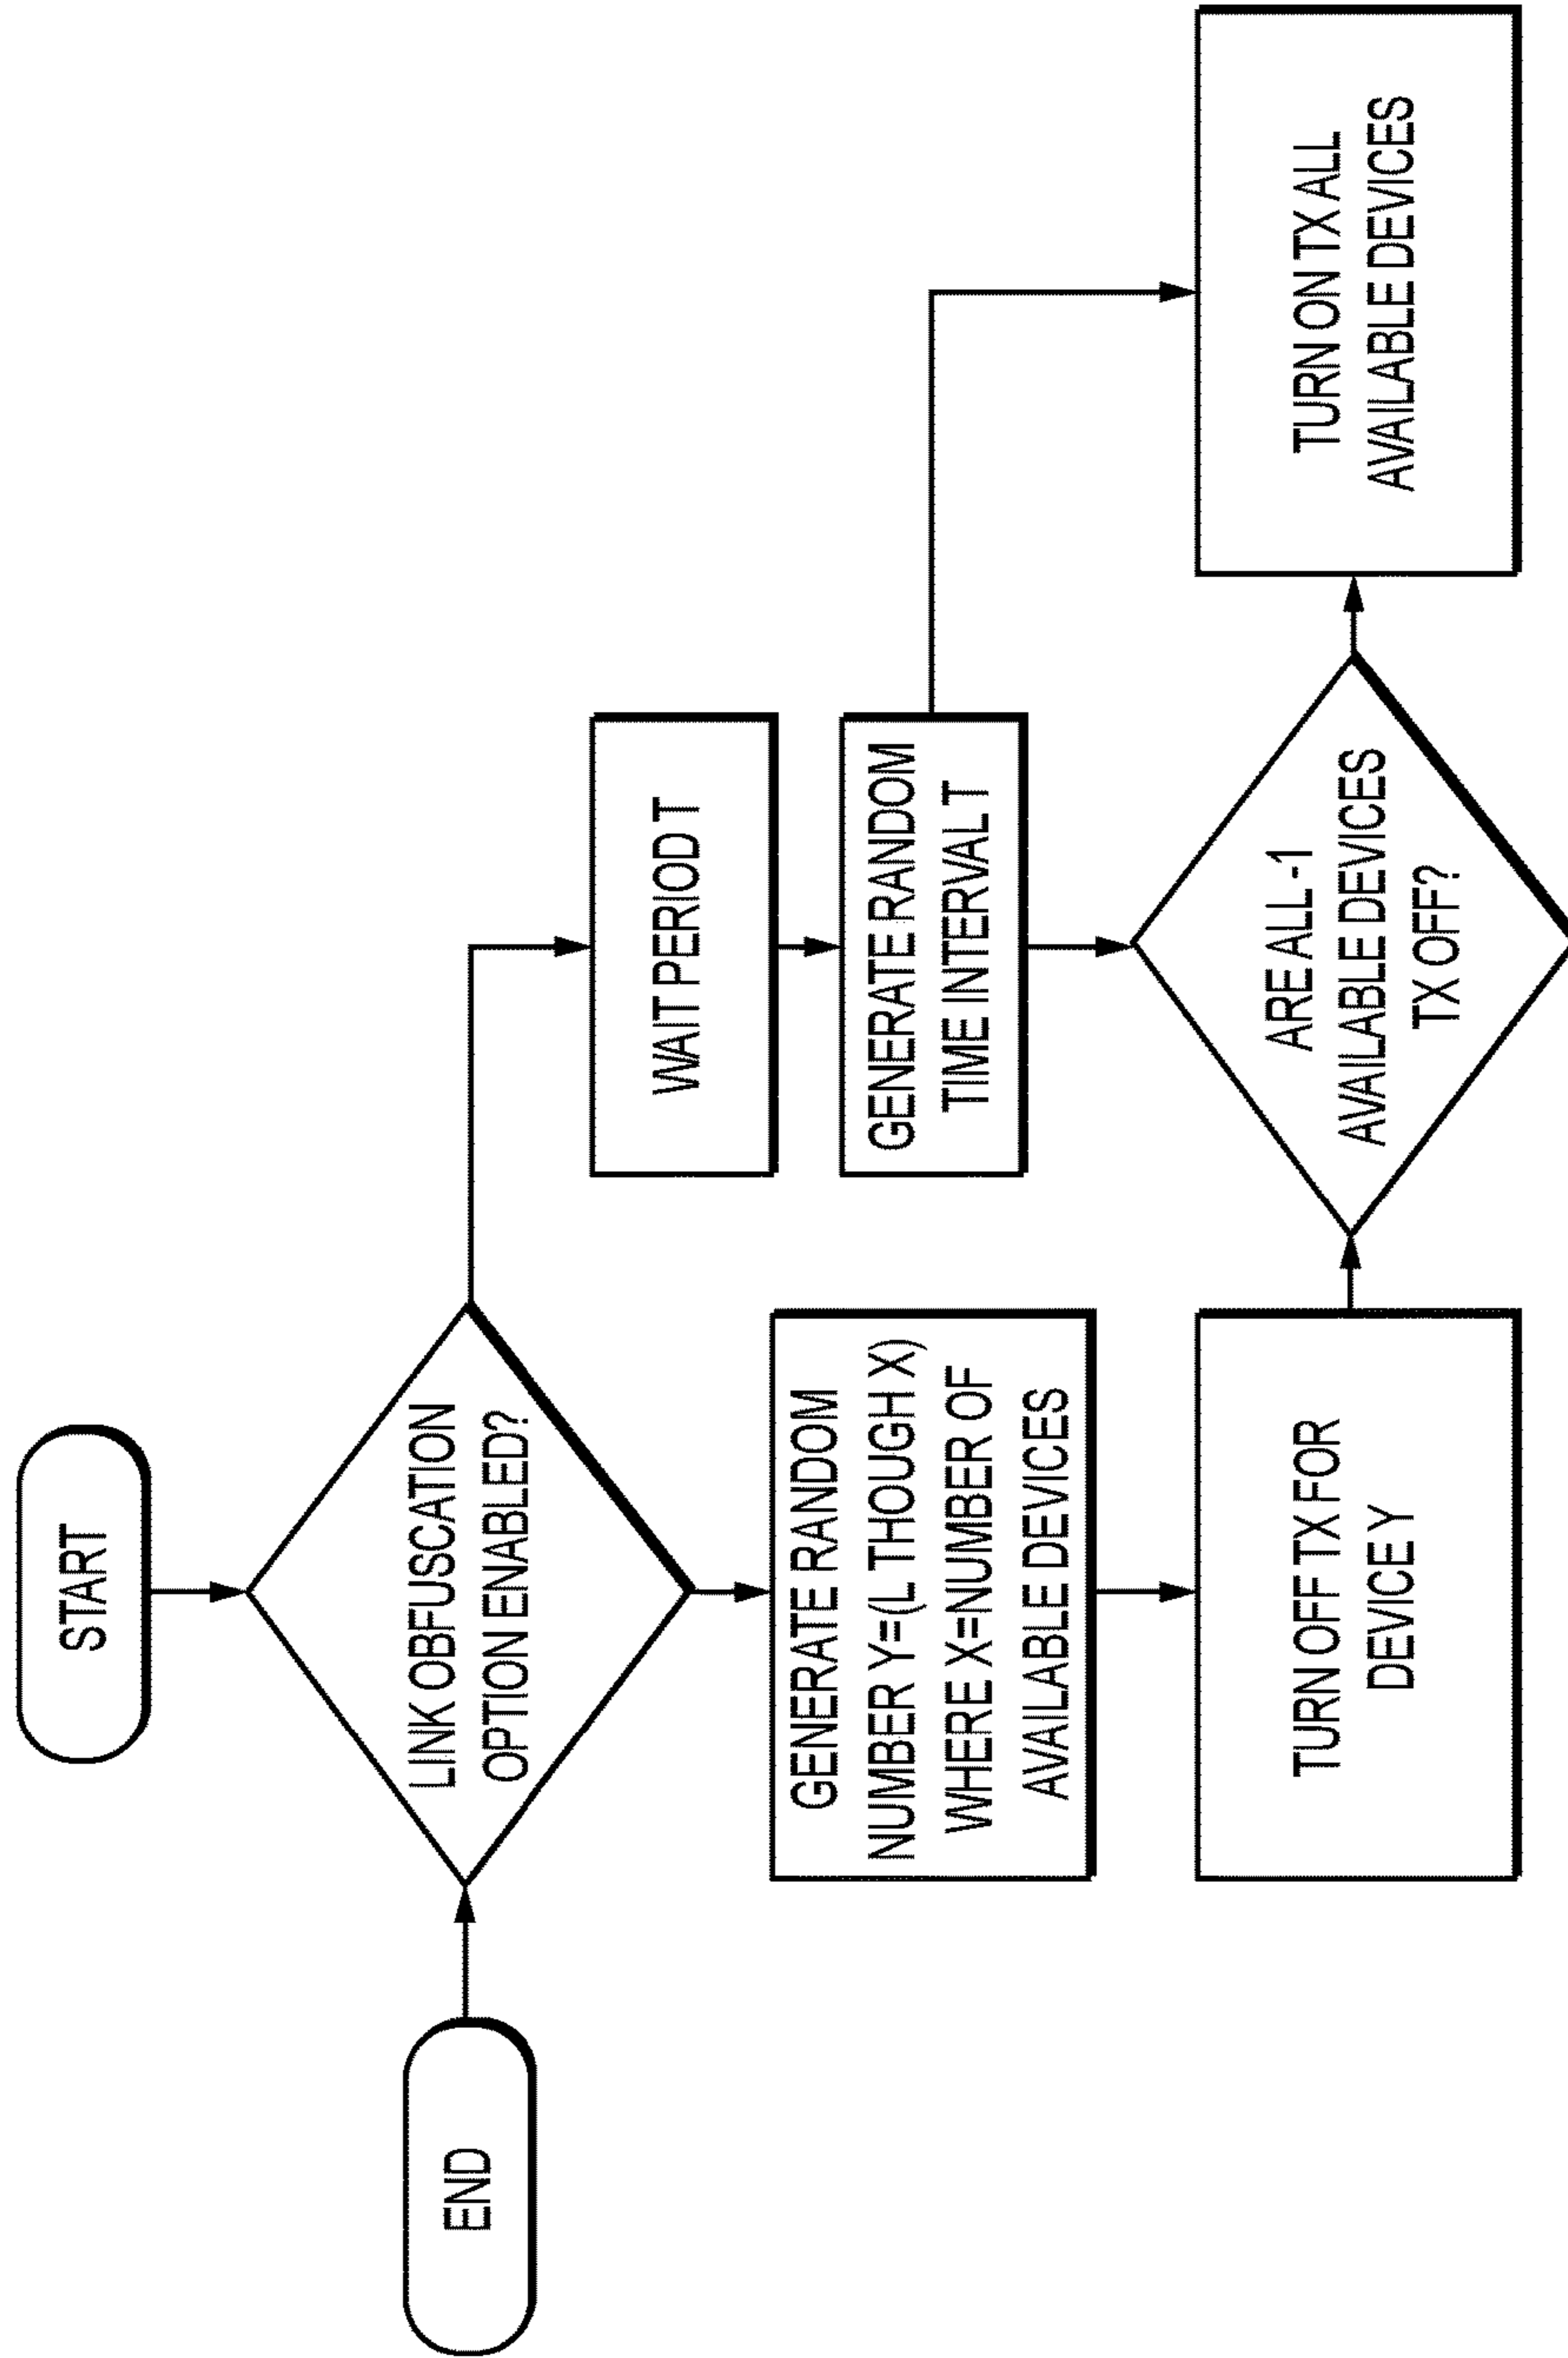 START
LINK OBFUSCATION
OPTION ENABLED?
END
WAIT PERIOD T
GENERATE RANDOM
NUMBER Y=(L THOUGH X)
WHERE X=NUMBER OF
AVAILABLE DEVICES
GENERATE RANDOM
TIME INTERVAL T
TURN OFF TX FOR
DEVICE Y
ARE ALL -1
AVAILABLE DEVICES
TX OFF?
TURN ON TX ALL
AVAILABLE DEVICES